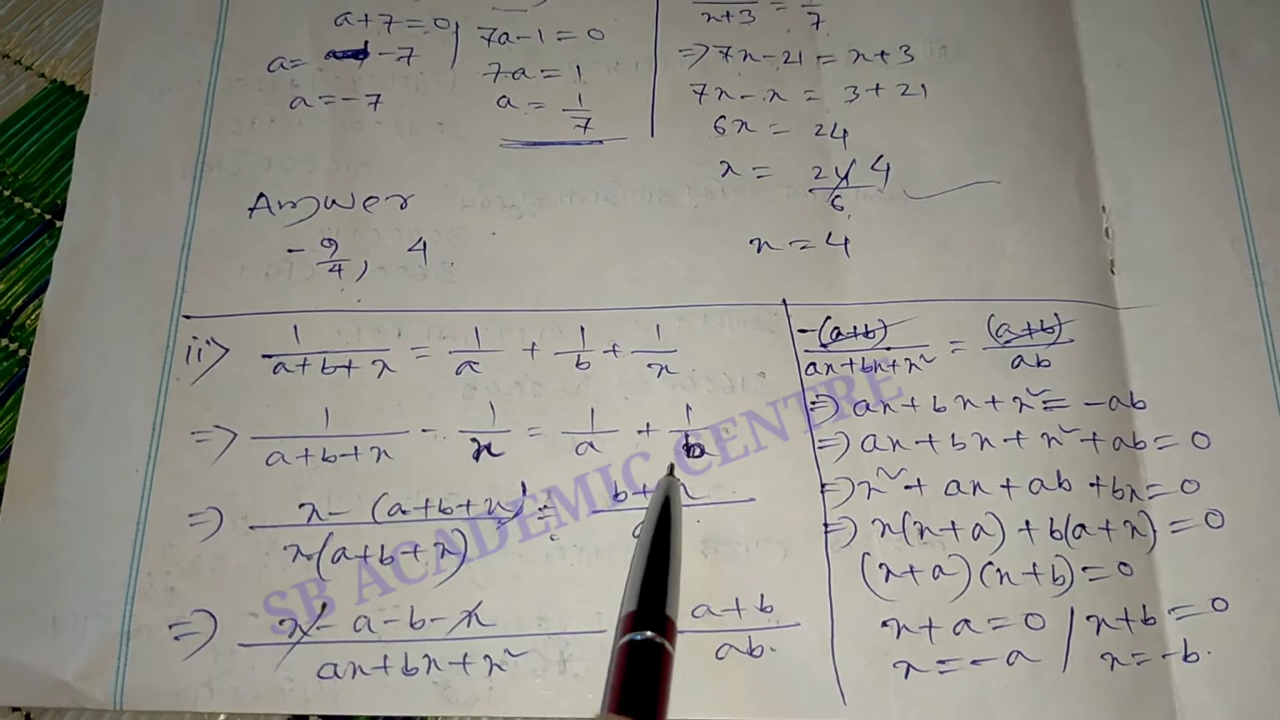 a+7=0
a= -7
a=-7
7a-1=0
7a=1
a=1/7
x+3 = 7
⇒7x-21=x+3
7x-x=3+21
6x=24
x=24/6 4
x=4
Answer
-9/4, 4
ii> 1/(a+b+x) = 1/a + 1/b + 1/x
⇒ 1/(a+b+x) - 1/x = 1/a + 1/b
⇒ (x-(a+b+x))/(x(a+b+x)) = b+
⇒ (x-a-b-x)/(ax+bx+x²) (a+b)/ab.
-(a+b)/(ax+bx+x²) = (a+b)/ab
⇒ax+bx+x²=-ab
⇒ax+bx+x²+ab=0
⇒x²+ax+ab+bx=0
⇒x(x+a)+b(a+x)=0
(x+a)(x+b)=0
x+a=0 / x+b=0
x=-a / x=-b.
SB ACADEMIC CENTRE